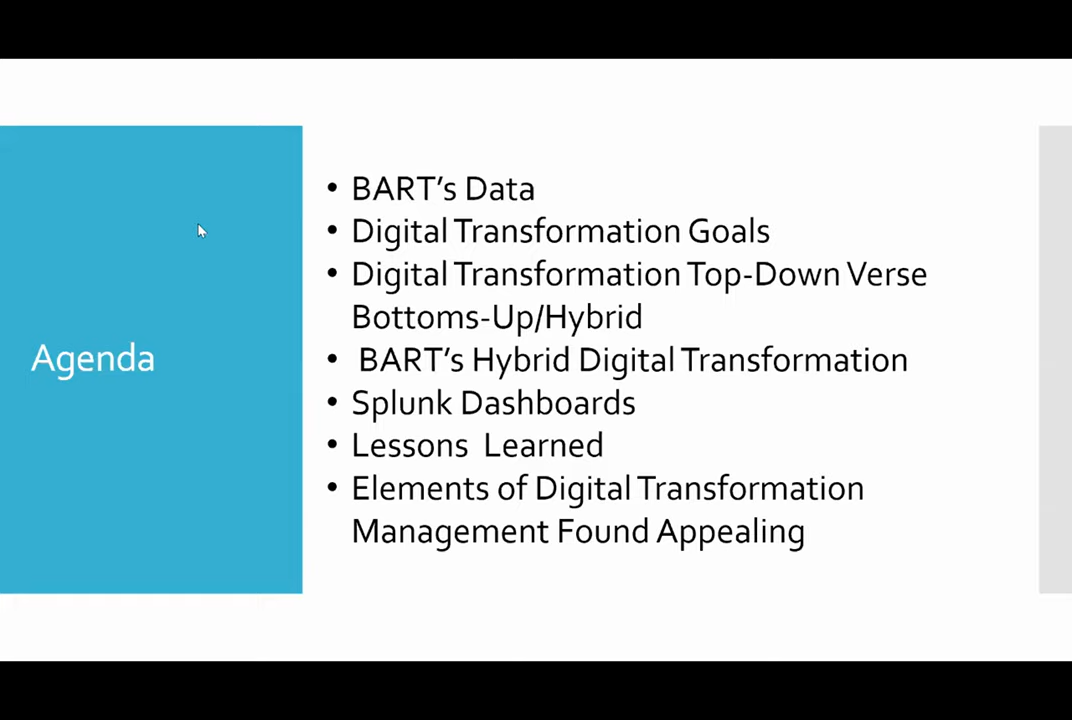 Agenda
• BART’s Data
• Digital Transformation Goals
• Digital Transformation Top-Down Verse
Bottoms-Up/Hybrid
• BART’s Hybrid Digital Transformation
• Splunk Dashboards
• Lessons  Learned
• Elements of Digital Transformation
Management Found Appealing